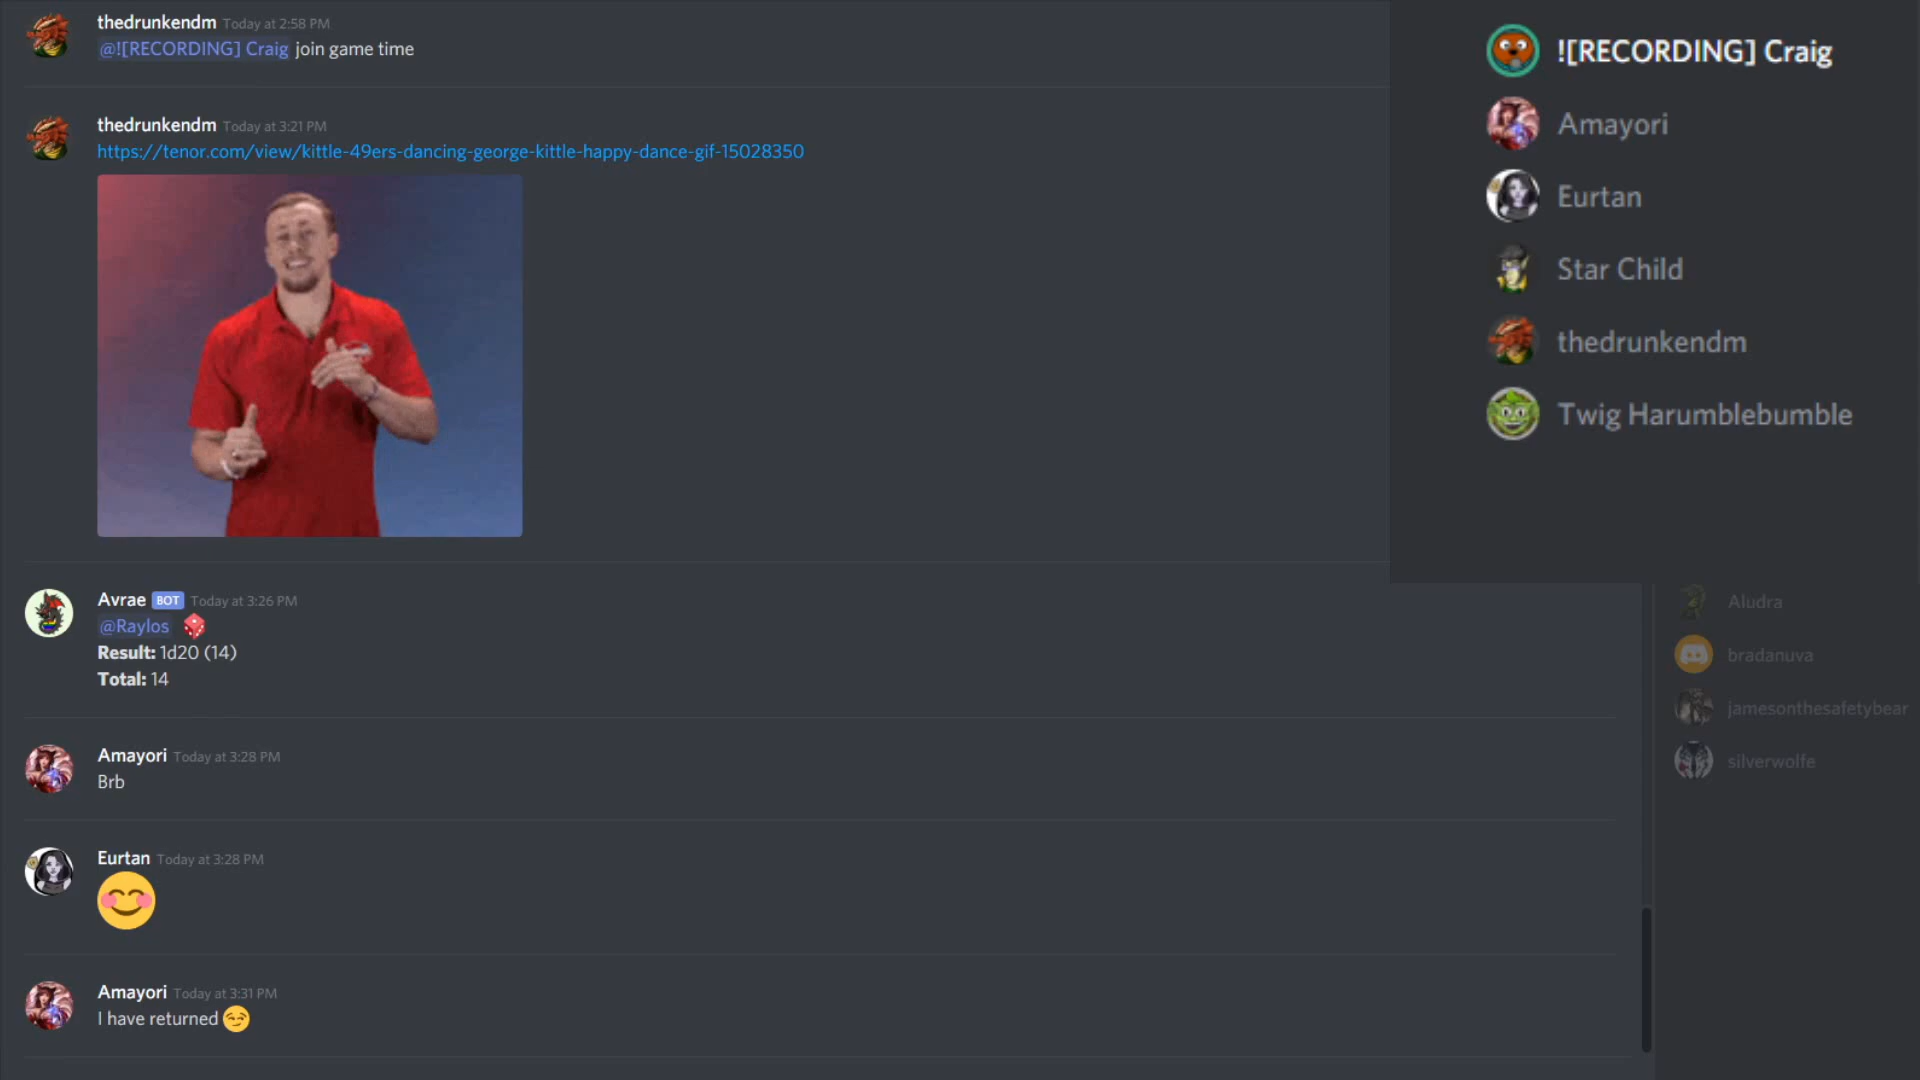 thedrunkendm Today at 2:58 PM
@![RECORDING] Craig join game time
thedrunkendm Today at 3:21 PM
https://tenor.com/view/kittle-49ers-dancing-george-kittle-happy-dance-gif-15028350
Avrae BOT Today at 3:26 PM
@Raylos
Result: 1d20 (14)
Total: 14
Amayori Today at 3:28 PM
Brb
Eurtan Today at 3:28 PM
Amayori Today at 3:31 PM
I have returned
![RECORDING] Craig
Amayori
Eurtan
Star Child
thedrunkendm
Twig Harumblebumble
Aludra
bradanuva
jamesonthesafetybear
silverwolfe